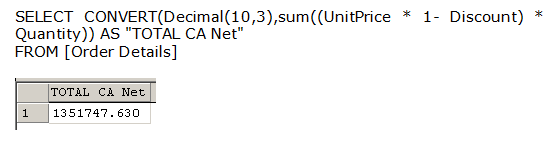 SELECT CONVERT(Decimal(10,3),sum((UnitPrice * 1- Discount) *
Quantity)) AS "TOTAL CA Net"
FROM [Order Details]
TOTAL CA Net
1 1351747.630